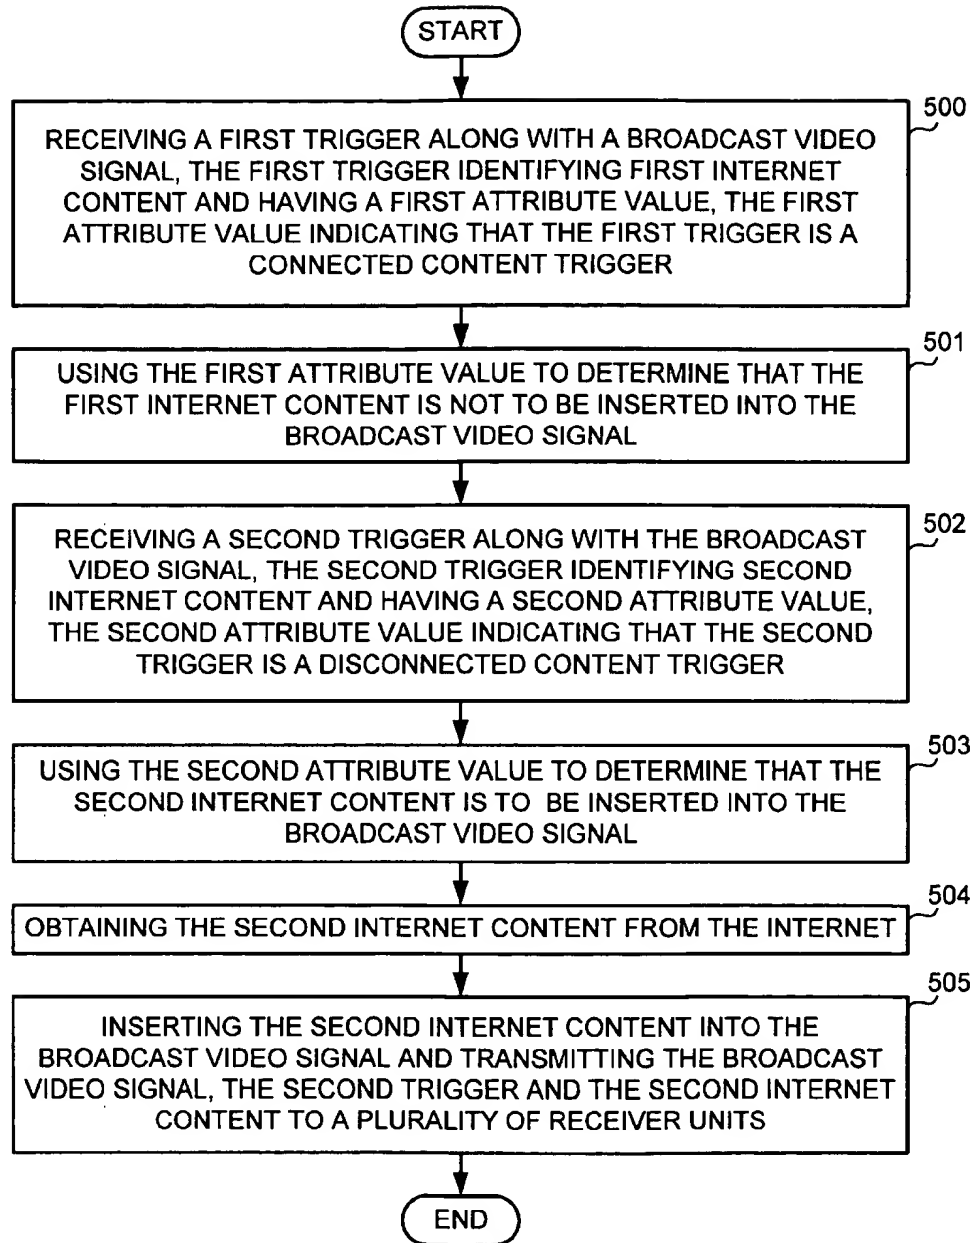 START
500
RECEIVING A FIRST TRIGGER ALONG WITH A BROADCAST VIDEO
SIGNAL, THE FIRST TRIGGER IDENTIFYING FIRST INTERNET
CONTENT AND HAVING A FIRST ATTRIBUTE VALUE, THE FIRST
ATTRIBUTE VALUE INDICATING THAT THE FIRST TRIGGER IS A
CONNECTED CONTENT TRIGGER
501
USING THE FIRST ATTRIBUTE VALUE TO DETERMINE THAT THE
FIRST INTERNET CONTENT IS NOT TO BE INSERTED INTO THE
BROADCAST VIDEO SIGNAL
502
RECEIVING A SECOND TRIGGER ALONG WITH THE BROADCAST
VIDEO SIGNAL, THE SECOND TRIGGER IDENTIFYING SECOND
INTERNET CONTENT AND HAVING A SECOND ATTRIBUTE VALUE,
THE SECOND ATTRIBUTE VALUE INDICATING THAT THE SECOND
TRIGGER IS A DISCONNECTED CONTENT TRIGGER
503
USING THE SECOND ATTRIBUTE VALUE TO DETERMINE THAT THE
SECOND INTERNET CONTENT IS TO BE INSERTED INTO THE
BROADCAST VIDEO SIGNAL
504
OBTAINING THE SECOND INTERNET CONTENT FROM THE INTERNET
505
INSERTING THE SECOND INTERNET CONTENT INTO THE
BROADCAST VIDEO SIGNAL AND TRANSMITTING THE BROADCAST
VIDEO SIGNAL, THE SECOND TRIGGER AND THE SECOND INTERNET
CONTENT TO A PLURALITY OF RECEIVER UNITS
END